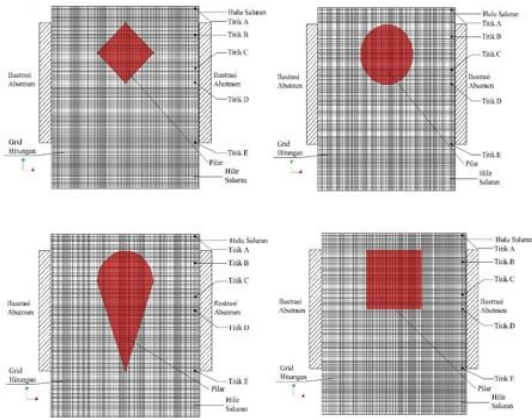 Hulu Saluran
Titik A
Titik B
Titik C
Titik D
Titik E
Ilustrasi
Abutmen
Ilustrasi
Abutmen
Grid
Hitungan
Pilar
Hilir
Saluran
Hulu Saluran
Titik A
Titik B
Titik C
Titik D
Titik E
Ilustrasi
Abutmen
Ilustrasi
Abutmen
Grid
Hitungan
Pilar
Hilir
Saluran
Hulu Saluran
Titik A
Titik B
Titik C
Titik D
Titik E
Ilustrasi
Abutmen
Ilustrasi
Abutmen
Grid
Hitungan
Pilar
Hilir
Saluran
Hulu Saluran
Titik A
Titik B
Titik C
Titik D
Titik E
Ilustrasi
Abutmen
Ilustrasi
Abutmen
Grid
Hitungan
Pilar
Hilir
Saluran